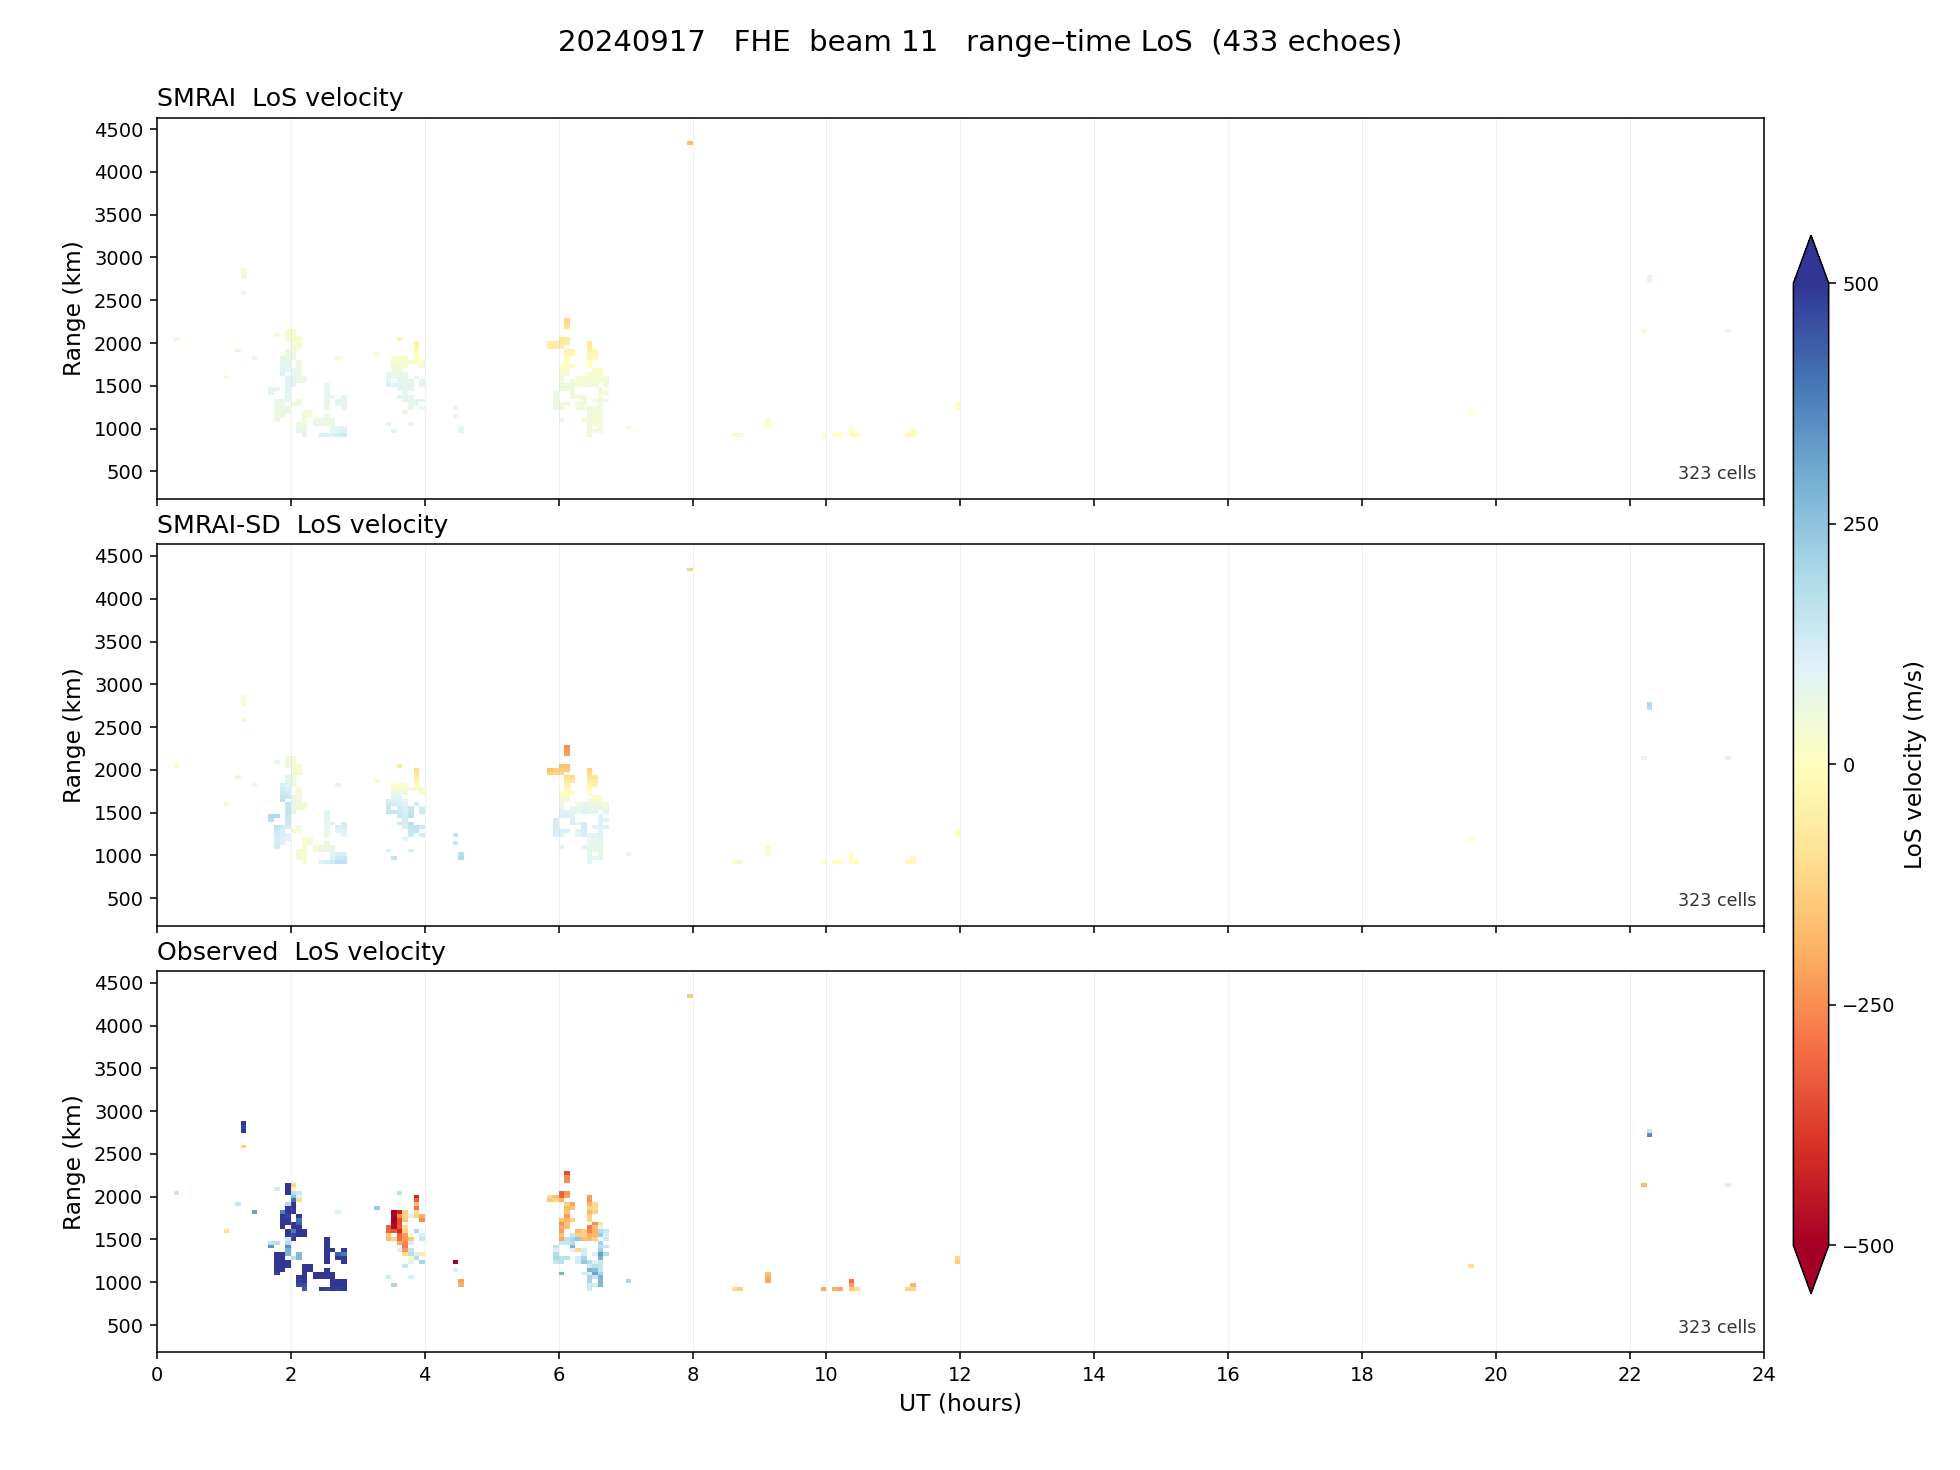 20240917   FHE  beam 11   range–time LoS  (433 echoes)
SMRAI  LoS velocity
4500
4000
3500
3000
2500
2000
1500
1000
500
Range (km)
323 cells
SMRAI-SD  LoS velocity
4500
4000
3500
3000
2500
2000
1500
1000
500
Range (km)
323 cells
Observed  LoS velocity
4500
4000
3500
3000
2500
2000
1500
1000
500
Range (km)
323 cells
0 2 4 6 8 10 12 14 16 18 20 22 24
UT (hours)
500
250
0
−250
−500
LoS velocity (m/s)